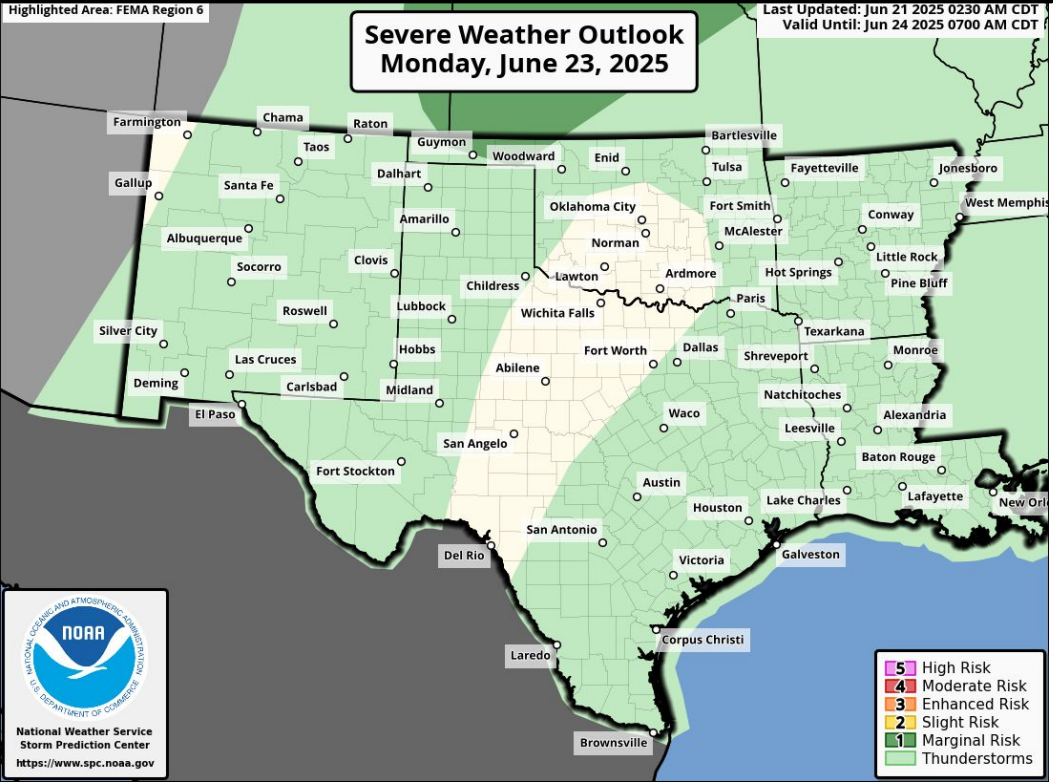 Highlighted Area: FEMA Region 6
Severe Weather Outlook
Monday, June 23, 2025
Last Updated: Jun 21 2025 0230 AM CDT
Valid Until: Jun 24 2025 0700 AM CDT
Farmington
Chama
Raton
Taos
Guymon
Woodward
Enid
Bartlesville
Tulsa
Fayetteville
Jonesboro
Gallup
Santa Fe
Dalhart
Oklahoma City
Fort Smith
Conway
West Memphis
Albuquerque
Amarillo
Norman
McAlester
Little Rock
Socorro
Clovis
Childress
Lawton
Ardmore
Hot Springs
Pine Bluff
Roswell
Lubbock
Wichita Falls
Paris
Texarkana
Silver City
Las Cruces
Hobbs
Fort Worth
Dallas
Shreveport
Monroe
Deming
Carlsbad
Midland
Abilene
Natchitoches
El Paso
Waco
Leesville
Alexandria
San Angelo
Baton Rouge
Fort Stockton
Austin
Houston
Lake Charles
Lafayette
New Orl
Del Rio
San Antonio
Galveston
Victoria
Laredo
Corpus Christi
Brownsville
NATIONAL OCEANIC AND ATMOSPHERIC ADMINISTRATION
NOAA
U.S. DEPARTMENT OF COMMERCE
National Weather Service
Storm Prediction Center
https://www.spc.noaa.gov
5 High Risk
4 Moderate Risk
3 Enhanced Risk
2 Slight Risk
1 Marginal Risk
Thunderstorms